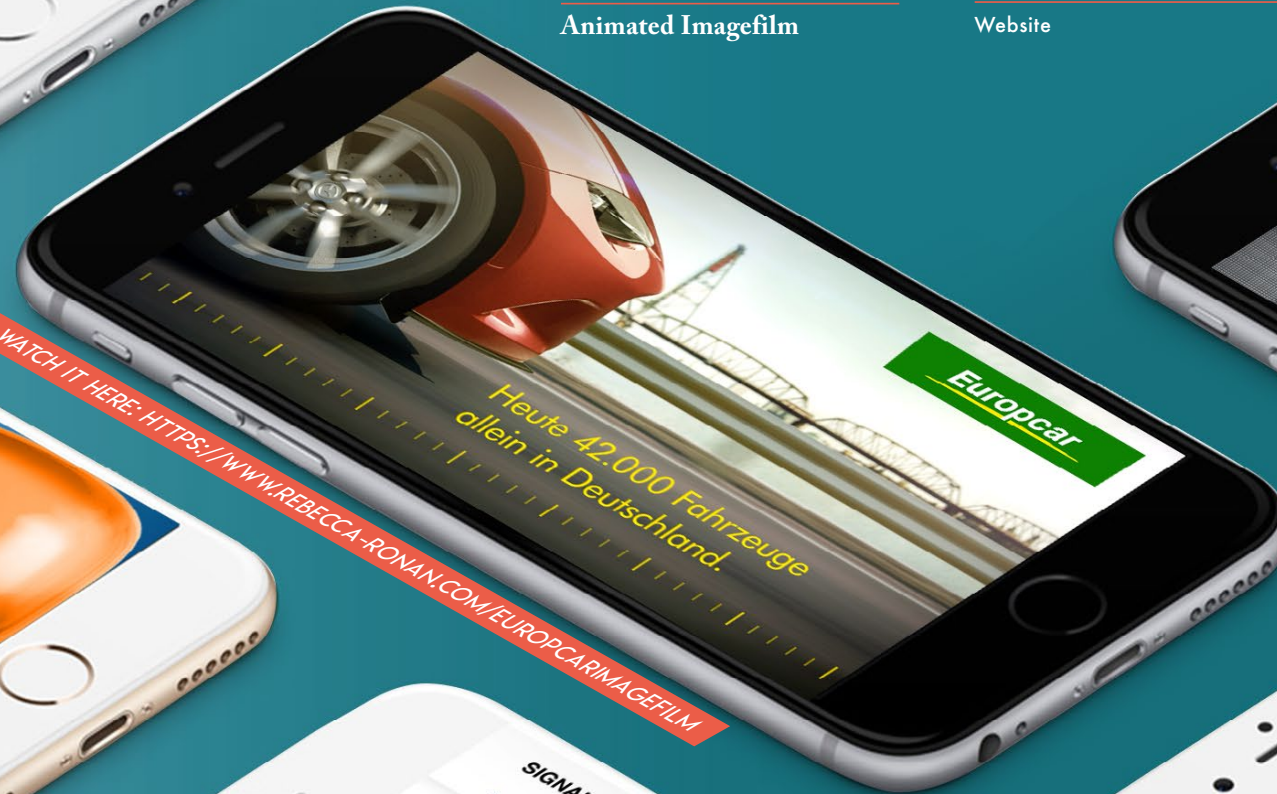 Animated Imagefilm
Website
Europcar
Heute 42.000 Fahrzeuge
allein in Deutschland.
WATCH IT HERE: HTTPS://WWW.REBECCA-RONAN.COM/EUROPCARIMAGEFILM